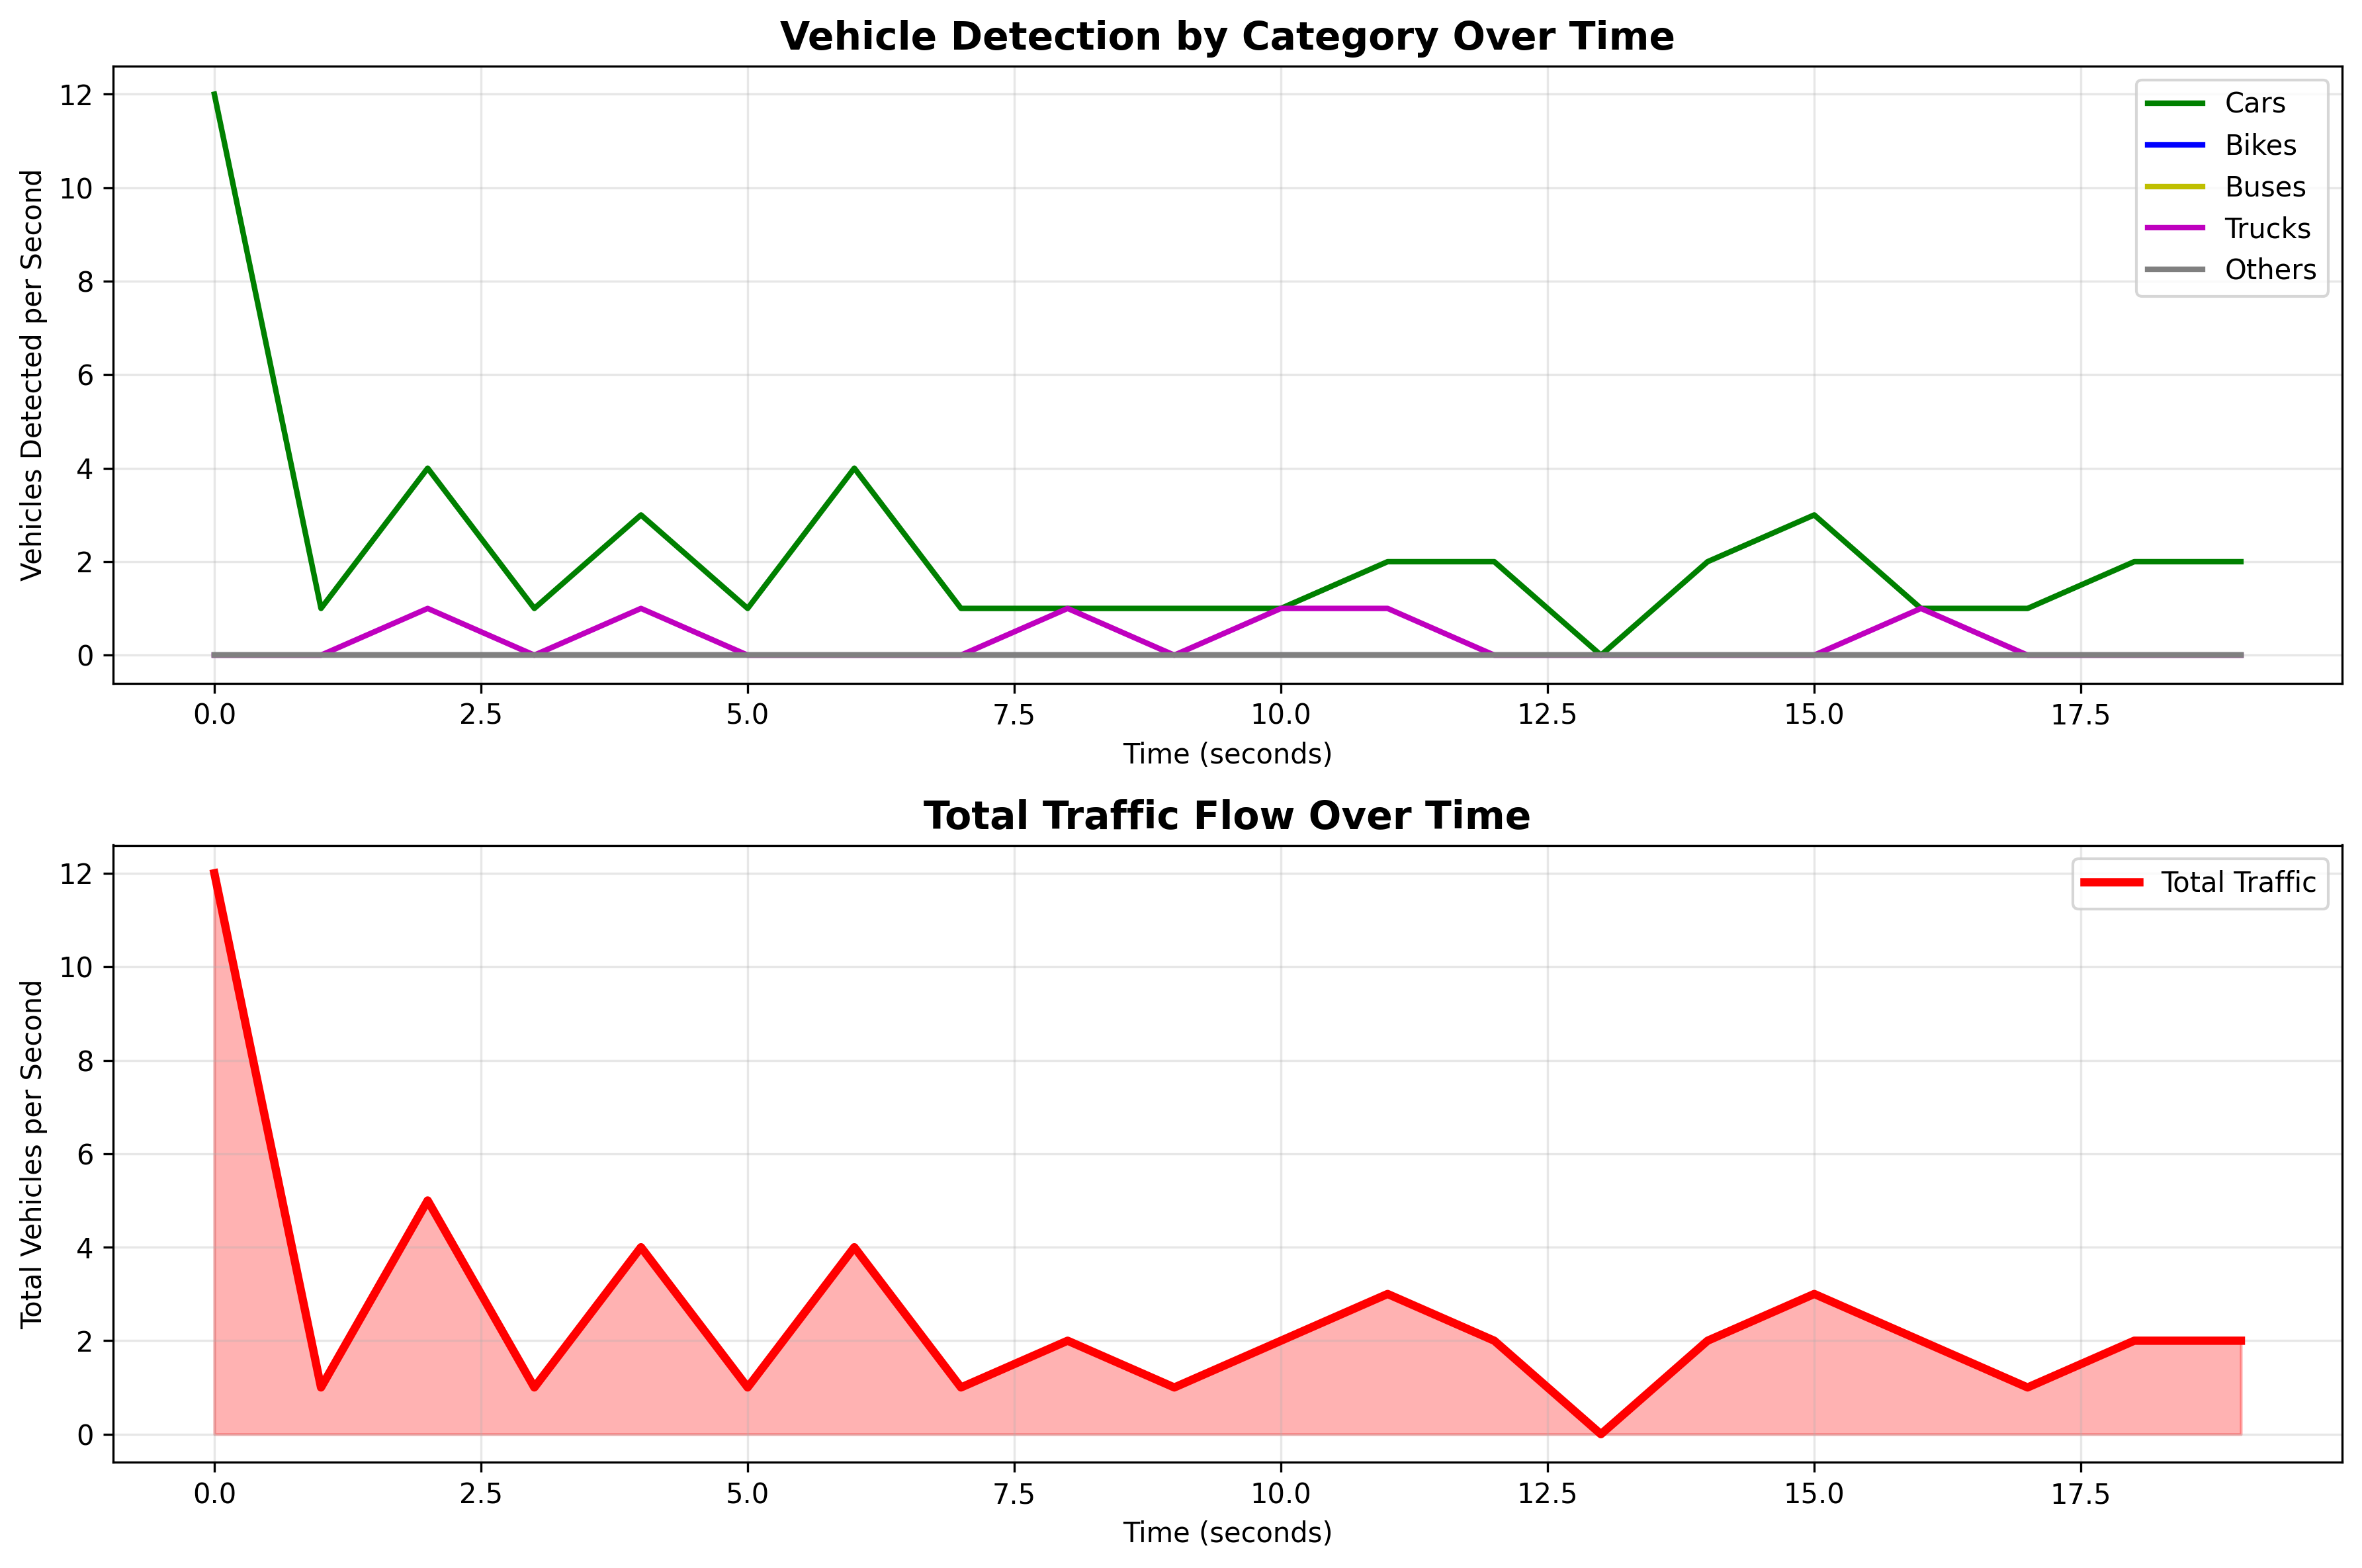 Vehicle Detection by Category Over Time
Vehicles Detected per Second
12
10
8
6
4
2
0
Cars
Bikes
Buses
Trucks
Others
0.0 2.5 5.0 7.5 10.0 12.5 15.0 17.5
Time (seconds)
Total Traffic Flow Over Time
Total Vehicles per Second
12
10
8
6
4
2
0
Total Traffic
0.0 2.5 5.0 7.5 10.0 12.5 15.0 17.5
Time (seconds)